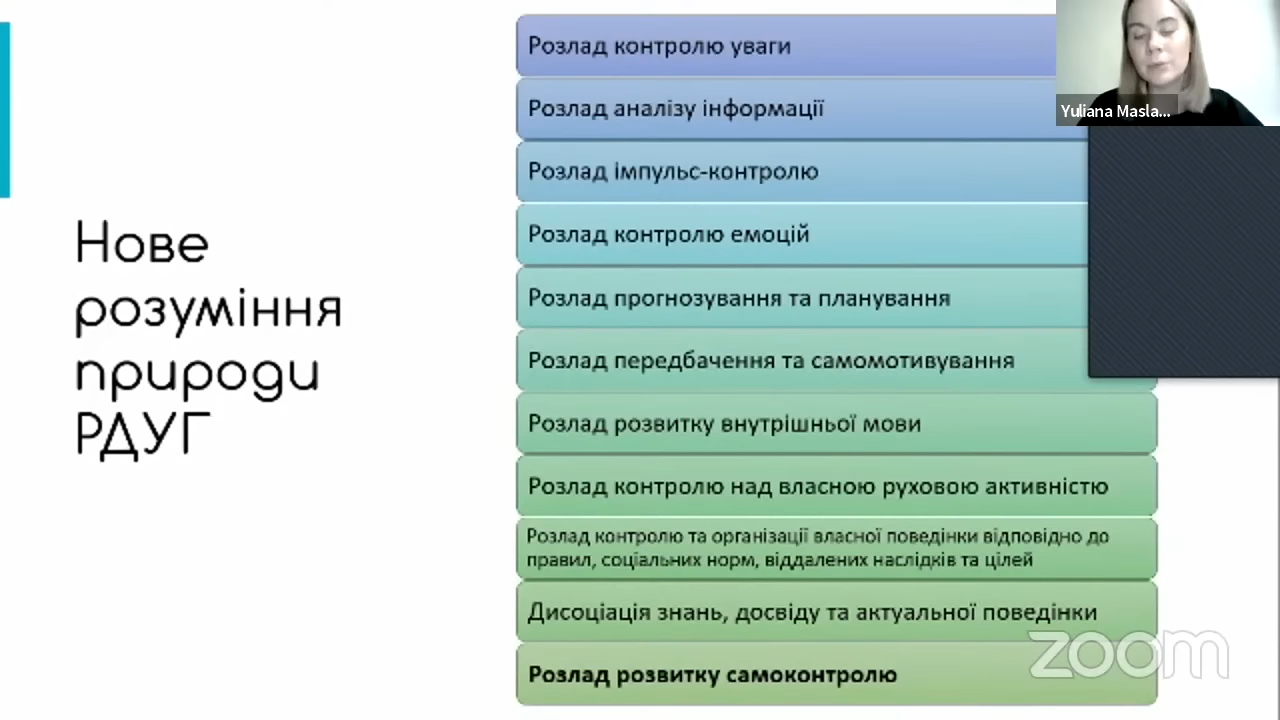 Нове
розуміння
природи
РДУГ
Розлад контролю уваги
Розлад аналізу інформації
Розлад імпульс-контролю
Розлад контролю емоцій
Розлад прогнозування та планування
Розлад передбачення та самомотивування
Розлад розвитку внутрішньої мови
Розлад контролю над власною руховою активністю
Розлад контролю та організації власної поведінки відповідно до
правил, соціальних норм, віддалених наслідків та цілей
Дисоціація знань, досвіду та актуальної поведінки
Розлад розвитку самоконтролю
Yuliana Masla...
zoom